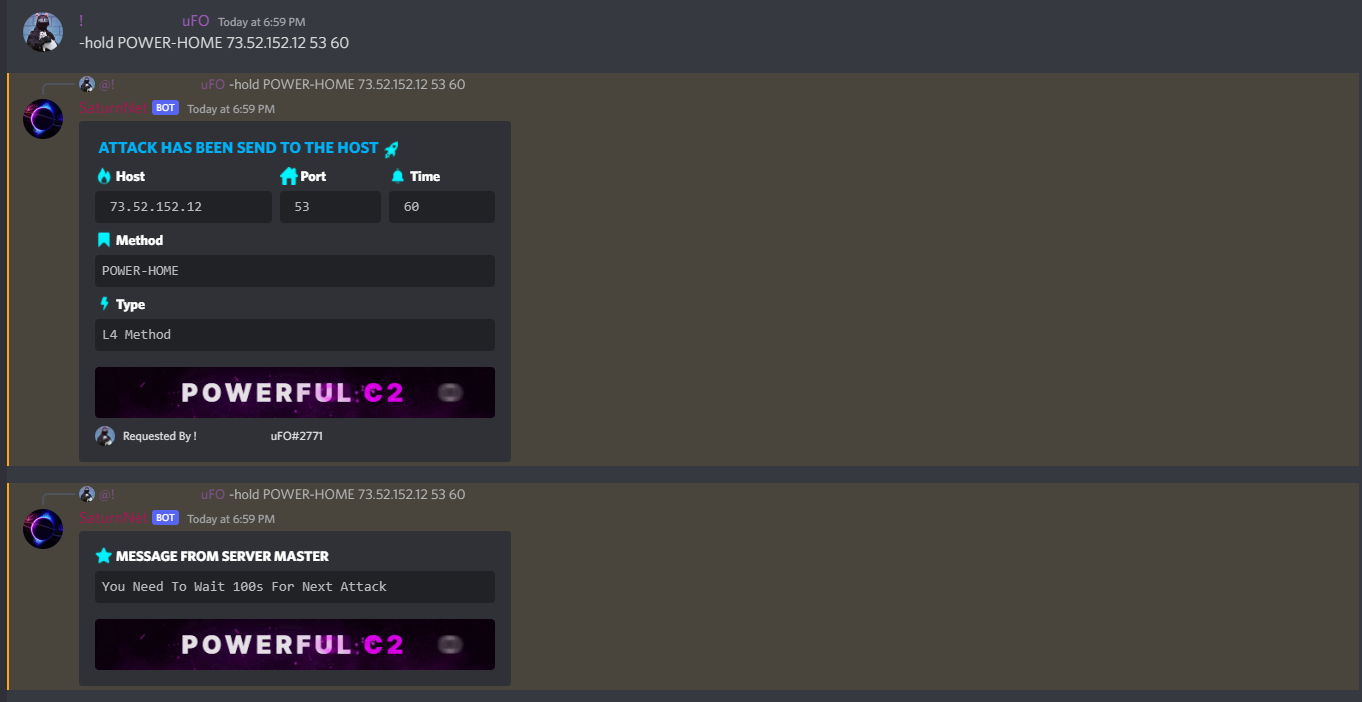 ! uFO Today at 6:59 PM
-hold POWER-HOME 73.52.152.12 53 60
@! uFO -hold POWER-HOME 73.52.152.12 53 60
SaturnNet BOT Today at 6:59 PM
ATTACK HAS BEEN SEND TO THE HOST
Host Port Time
73.52.152.12 53 60
Method
POWER-HOME
Type
L4 Method
POWERFUL C2
Requested By ! uFO#2771
@! uFO -hold POWER-HOME 73.52.152.12 53 60
SaturnNet BOT Today at 6:59 PM
MESSAGE FROM SERVER MASTER
You Need To Wait 100s For Next Attack
POWERFUL C2